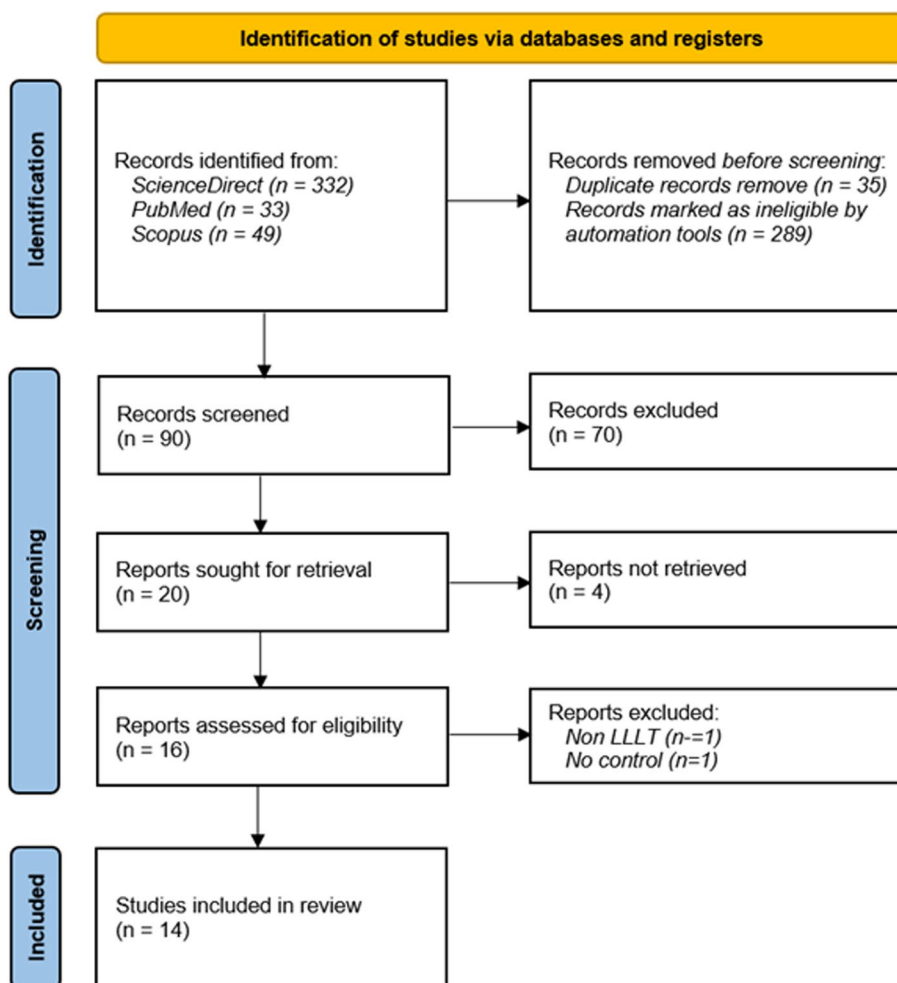 Identification of studies via databases and registers
Identification
Records identified from:
ScienceDirect (n = 332)
PubMed (n = 33)
Scopus (n = 49)
Records removed before screening:
Duplicate records remove (n = 35)
Records marked as ineligible by
automation tools (n = 289)
Screening
Records screened
(n = 90)
Records excluded
(n = 70)
Reports sought for retrieval
(n = 20)
Reports not retrieved
(n = 4)
Reports assessed for eligibility
(n = 16)
Reports excluded:
Non LLLT (n-=1)
No control (n=1)
Included
Studies included in review
(n = 14)